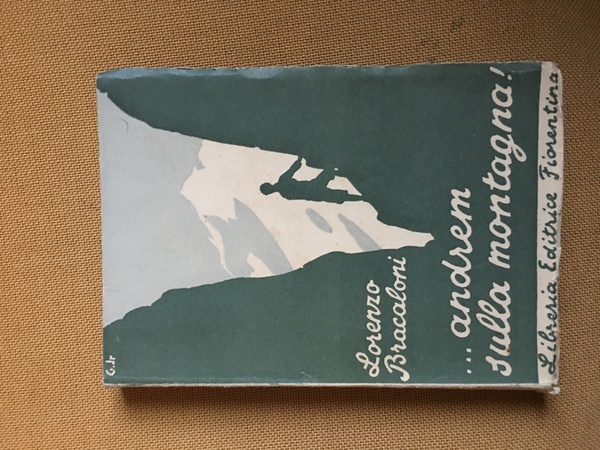 Lorenzo
Bracaloni
...andrem
sulla montagna!
Libreria Editrice Fiorentina